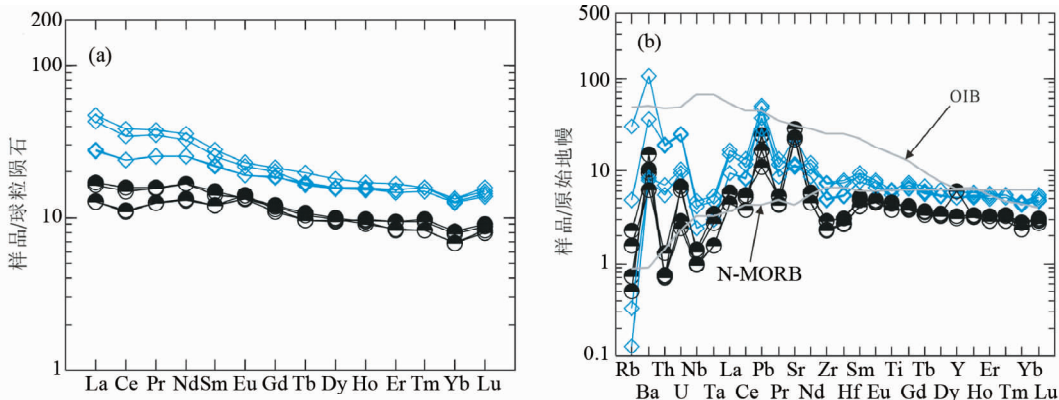 (a)
200
100
10
1
样品/球粒陨石
La Ce Pr Nd Sm Eu Gd Tb Dy Ho Er Tm Yb Lu
(b)
500
100
10
1
0.1
样品/原始地幔
OIB
N-MORB
Rb Th Nb La Pb Sr Zr Sm Ti Tb Y Er Yb
Ba U Ta Ce Pr Nd Hf Eu Gd Dy Ho Tm Lu